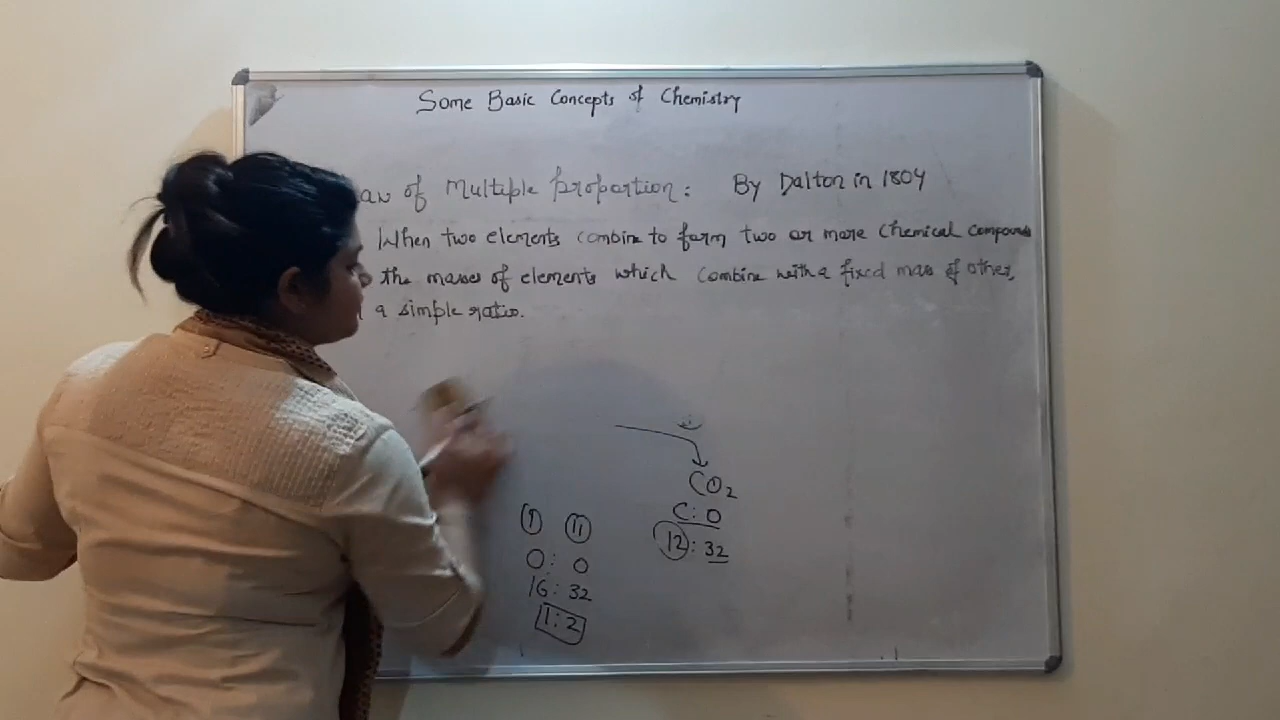 Some Basic Concepts of Chemistry
aw of Multiple proportion: By Dalton in 1804
When two elements combine to form two or more chemical compounds
the masses of elements which combine with a fixed mass of other,
a simple ratio.
CO2
C:O
12:32
I II
O:O
16:32
1:2